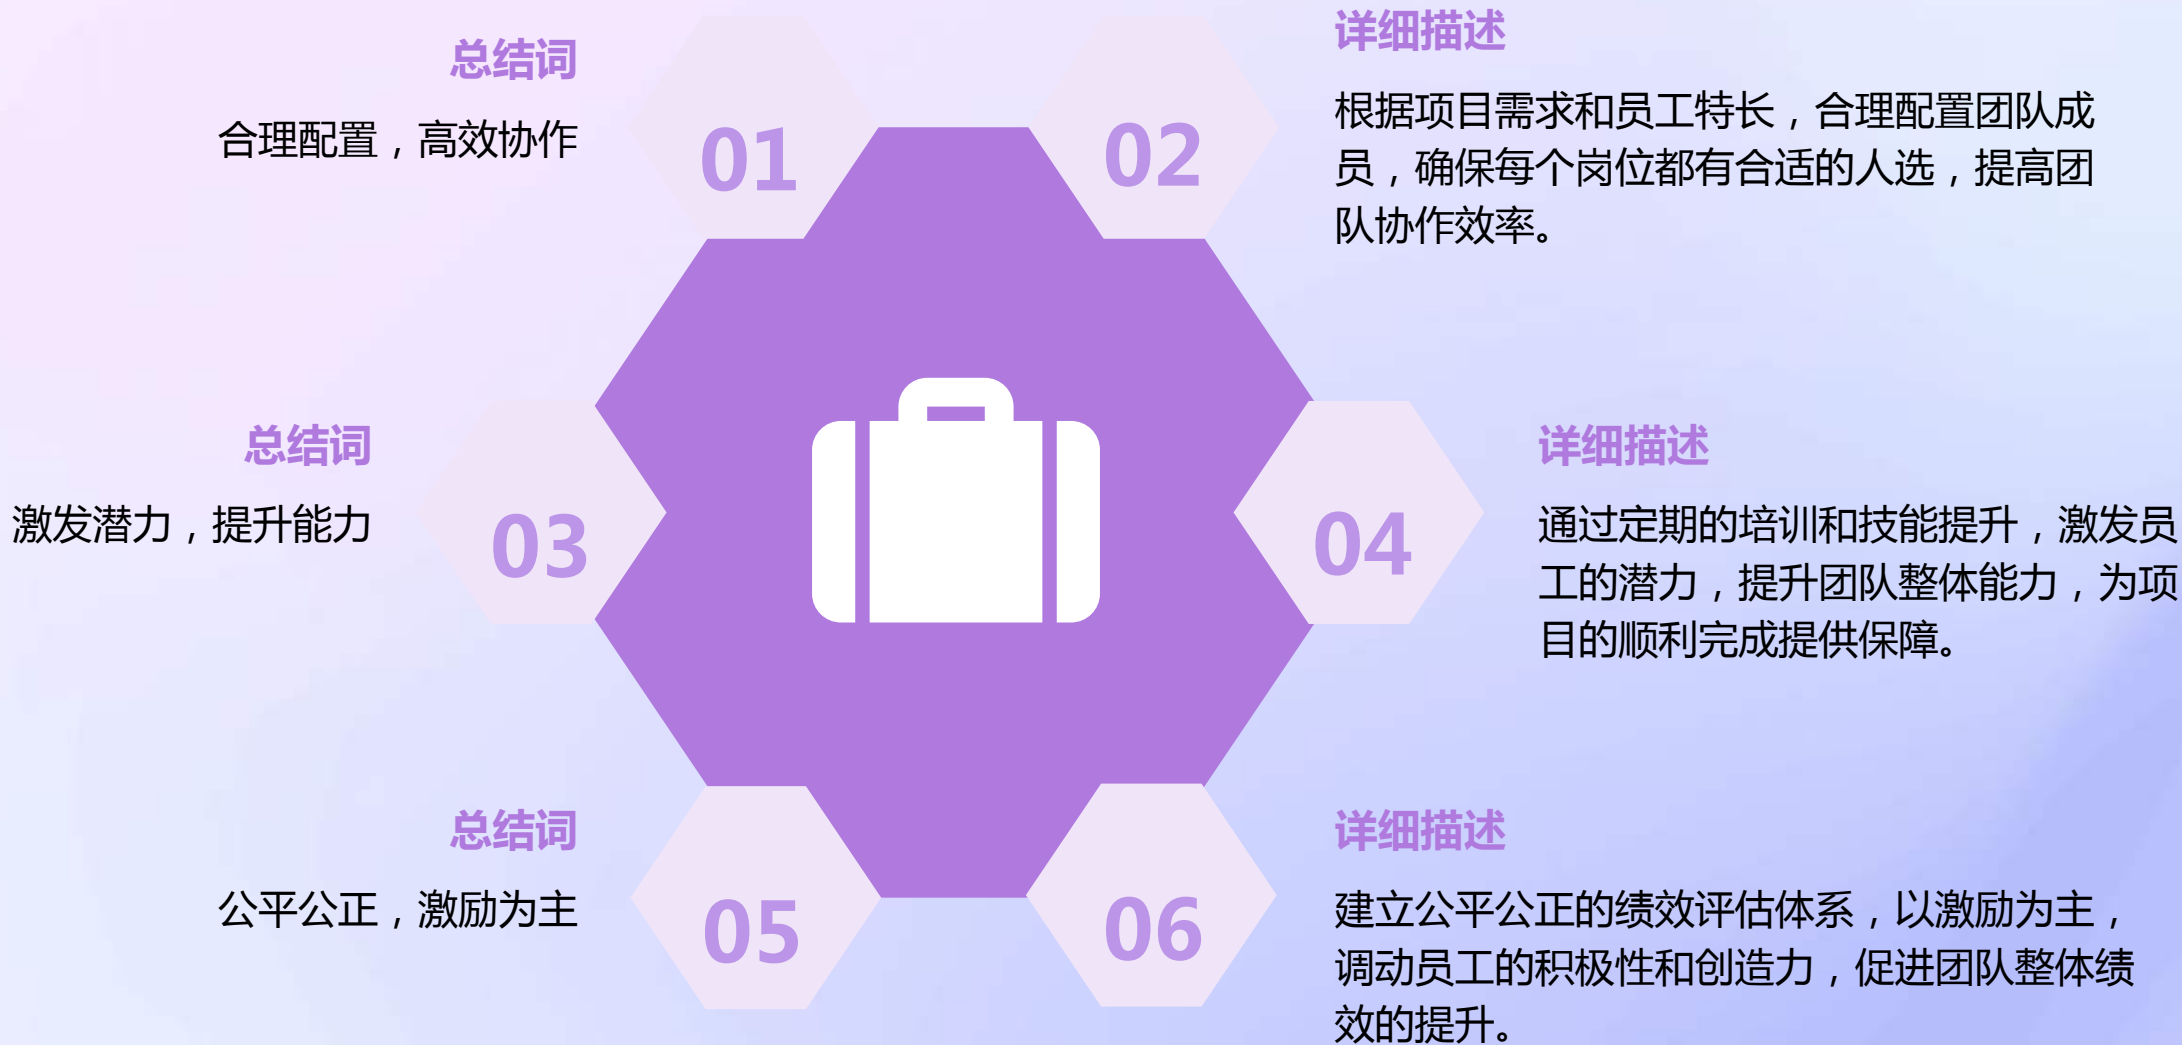 总结词
合理配置，高效协作
01
02
详细描述
根据项目需求和员工特长，合理配置团队成
员，确保每个岗位都有合适的人选，提高团
队协作效率。
总结词
激发潜力，提升能力
03
04
详细描述
通过定期的培训和技能提升，激发员
工的潜力，提升团队整体能力，为项
目的顺利完成提供保障。
总结词
公平公正，激励为主
05
06
详细描述
建立公平公正的绩效评估体系，以激励为主，
调动员工的积极性和创造力，促进团队整体绩
效的提升。